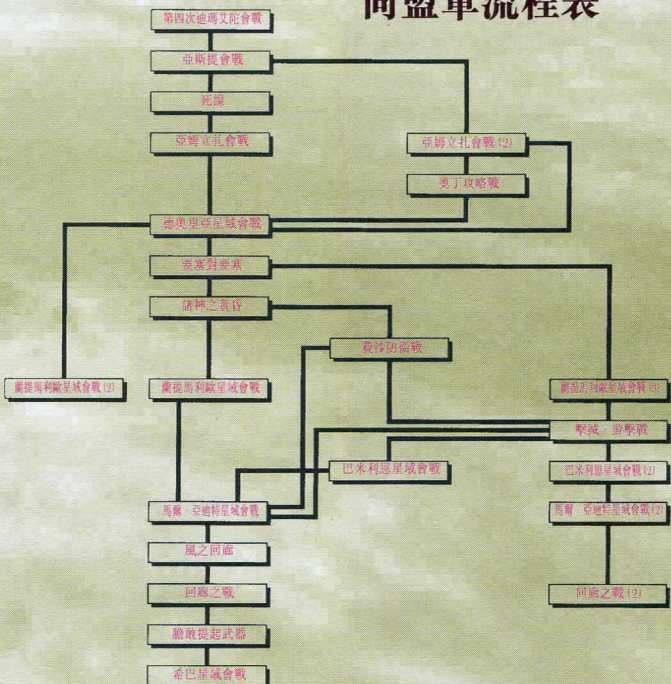 同盟軍流程表
第四次迪瑪艾陀會戰
亞斯提會戰
死線
亞姆立扎會戰
亞姆立扎會戰(2)
奧丁攻略戰
德奧里亞星域會戰
要塞對要塞
諸神之黃昏
費沙防衛戰
蘭提馬利歐星域會戰(2)
蘭提馬利歐星域會戰
蘭提馬利歐星域會戰(3)
擊滅·游擊戰
巴米利恩星域會戰
巴米利恩星域會戰(2)
馬爾·亞迪特星域會戰
馬爾·亞迪特星域會戰(2)
風之回廊
回廊之戰
回廊之戰(2)
膽敢提起武器
希巴星域會戰